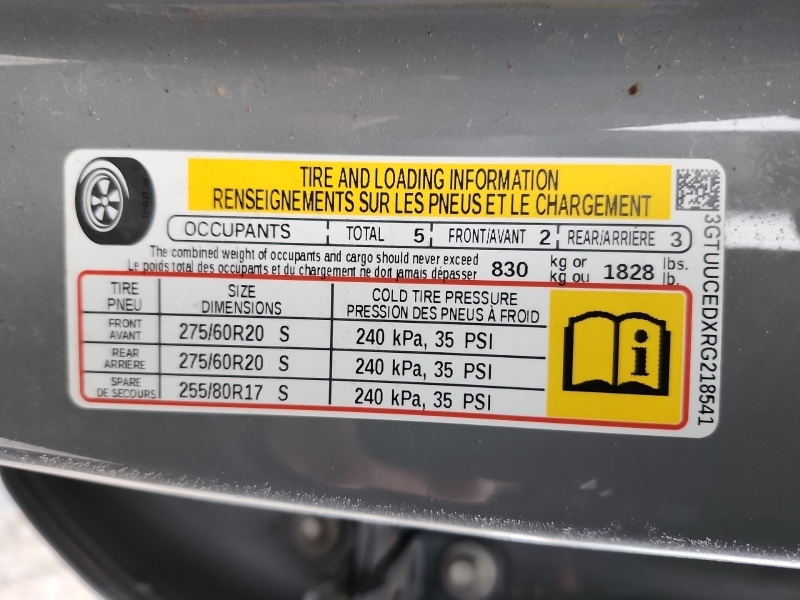 TIRE AND LOADING INFORMATION
RENSEIGNEMENTS SUR LES PNEUS ET LE CHARGEMENT
OCCUPANTS TOTAL 5 FRONT/AVANT 2 REAR/ARRIÈRE 3
The combined weight of occupants and cargo should never exceed 830 kg or 1828 lbs.
Le poids total des occupants et du chargement ne doit jamais dépasser kg ou lb.
TIRE SIZE COLD TIRE PRESSURE
PNEU DIMENSIONS PRESSION DES PNEUS À FROID
FRONT
AVANT 275/60R20 S 240 kPa, 35 PSI
REAR
ARRIÈRE 275/60R20 S 240 kPa, 35 PSI
SPARE
DE SECOURS 255/80R17 S 240 kPa, 35 PSI
3GTUUCEDXRG218541